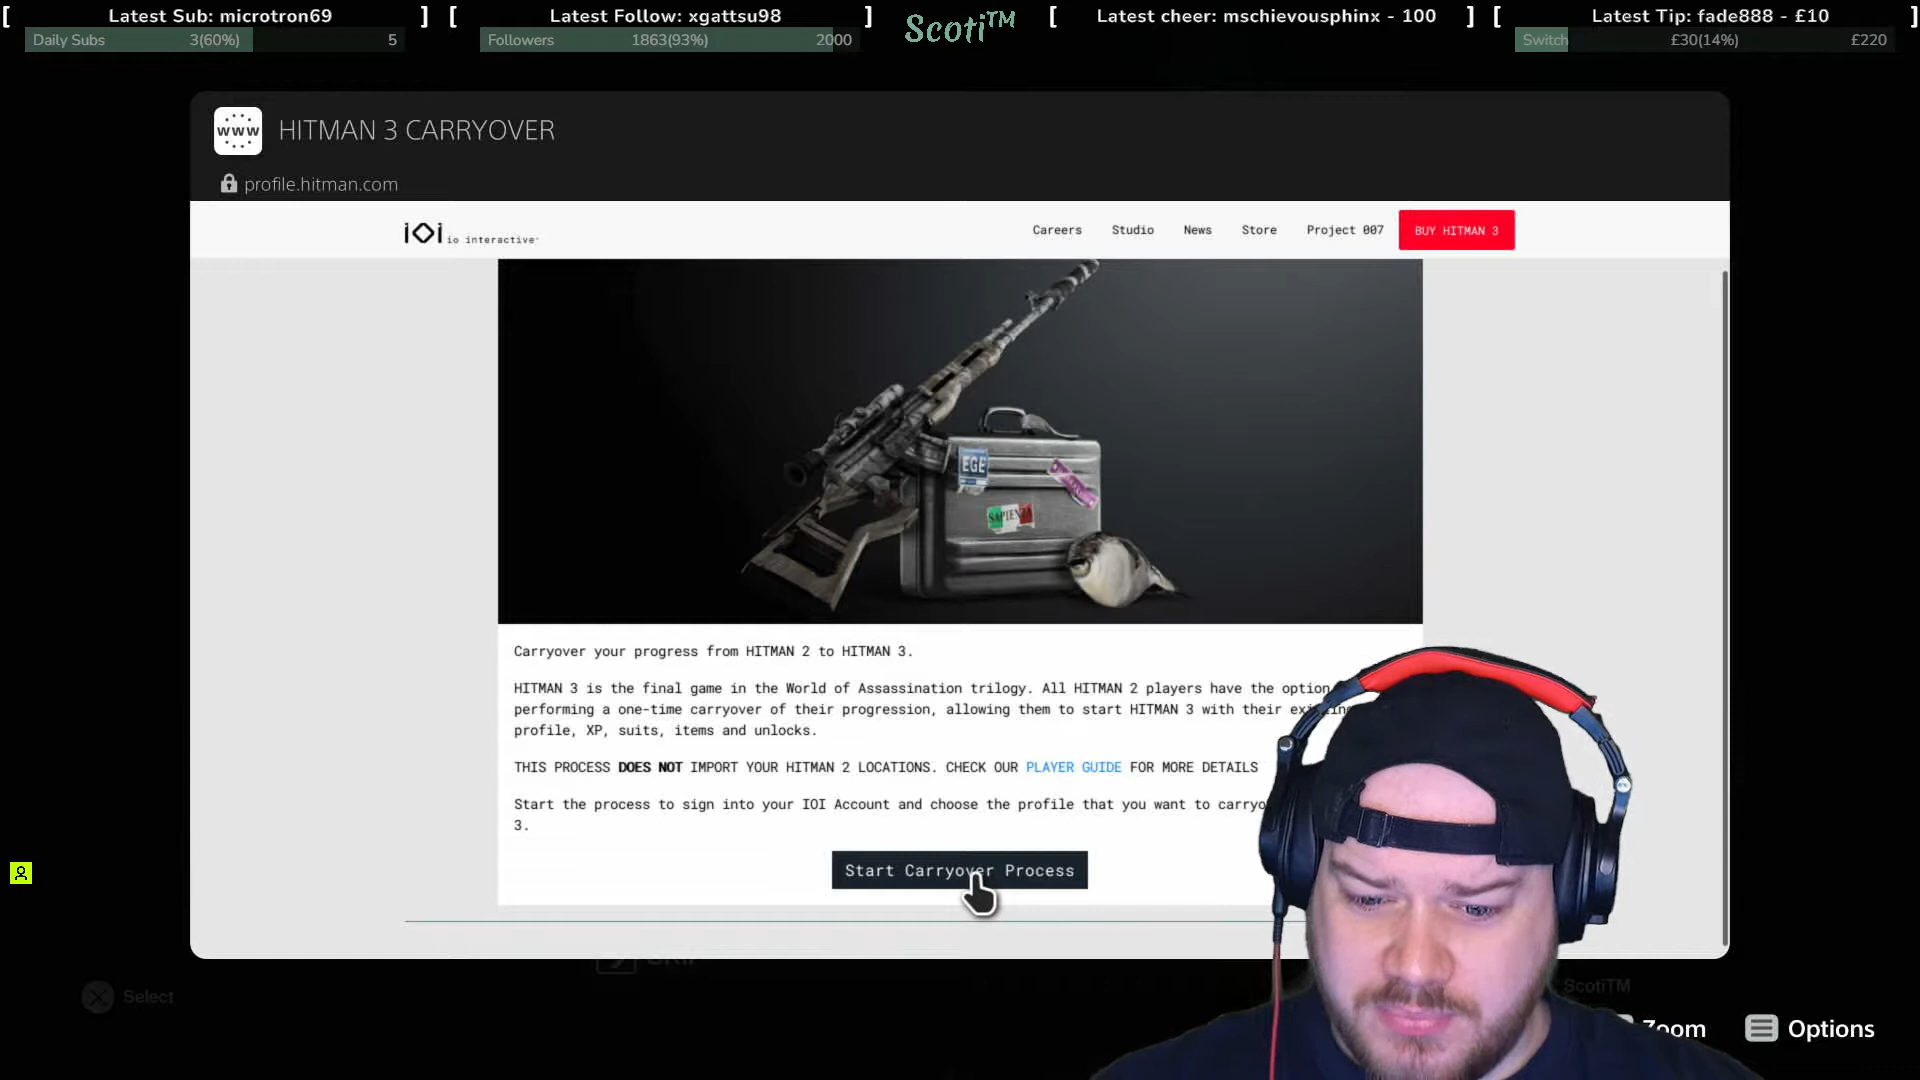 [ Latest Sub: microtron69 ] [ Latest Follow: xgattsu98 ] Scoti™ [ Latest cheer: mschievousphinx - 100 ] [ Latest Tip: fade888 - £10 ]
Daily Subs 3(60%) 5 Followers 1863(93%) 2000 Switch £30(14%) £220
www HITMAN 3 CARRYOVER
profile.hitman.com
iOi io interactive Careers Studio News Store Project 007 BUY HITMAN 3
EGE
SAPIENZA
Carryover your progress from HITMAN 2 to HITMAN 3.
HITMAN 3 is the final game in the World of Assassination trilogy. All HITMAN 2 players have the option
performing a one-time carryover of their progression, allowing them to start HITMAN 3 with their existing
profile, XP, suits, items and unlocks.
THIS PROCESS DOES NOT IMPORT YOUR HITMAN 2 LOCATIONS. CHECK OUR PLAYER GUIDE FOR MORE DETAILS
Start the process to sign into your IOI Account and choose the profile that you want to carryo
3.
Start Carryover Process
Select
ScotiTM
Zoom Options